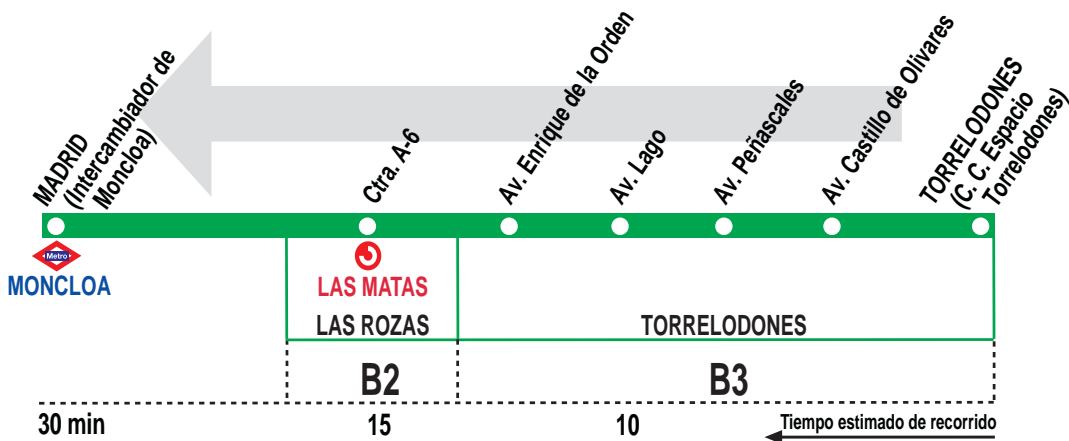 MADRID
(Intercambiador de
Moncloa)
Ctra. A-6
Av. Enrique de la Orden
Av. Lago
Av. Peñascales
Av. Castillo de Olivares
TORRELODONES
(C. C. Espacio
Torrelodones)
Metro
MONCLOA
LAS MATAS
LAS ROZAS
TORRELODONES
B2
B3
30 min
15
10
Tiempo estimado de recorrido